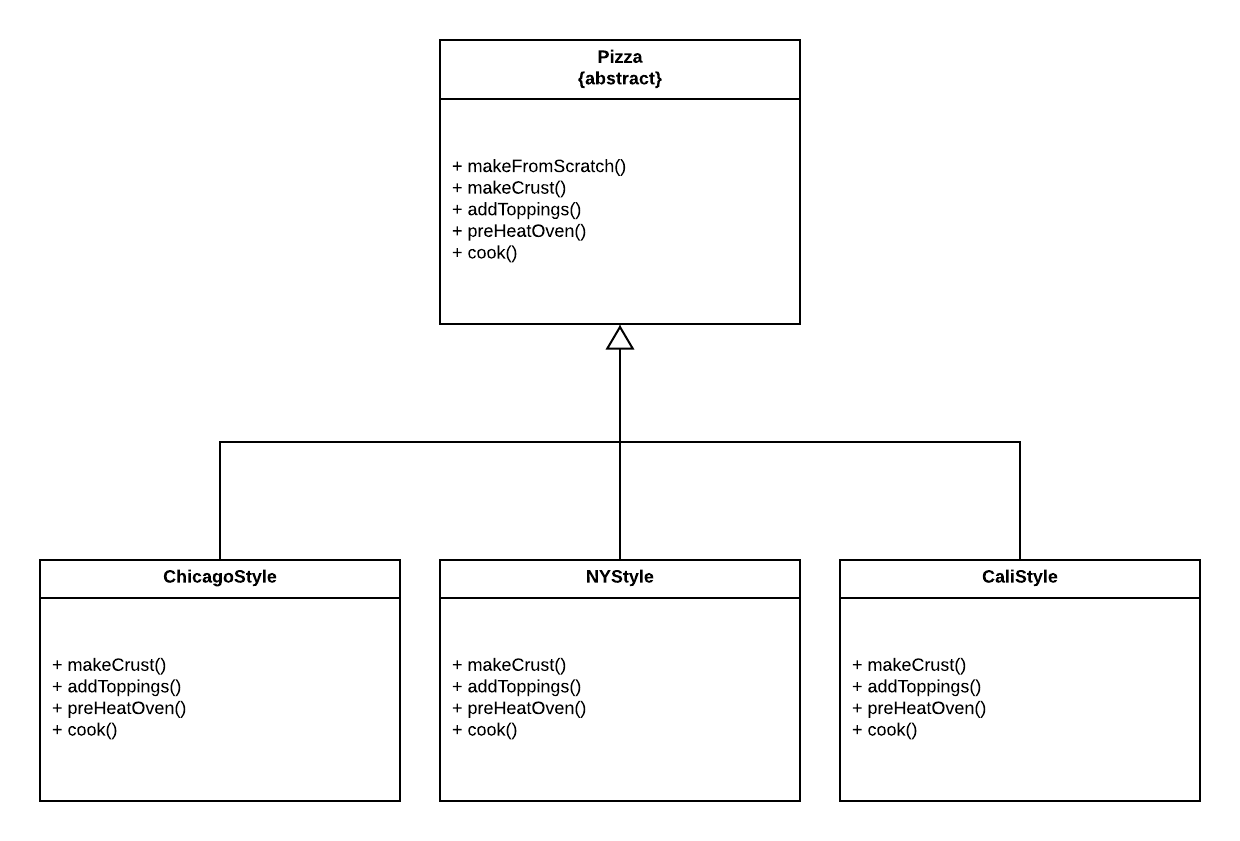 Pizza
{abstract}
+ makeFromScratch()
+ makeCrust()
+ addToppings()
+ preHeatOven()
+ cook()
ChicagoStyle
+ makeCrust()
+ addToppings()
+ preHeatOven()
+ cook()
NYStyle
+ makeCrust()
+ addToppings()
+ preHeatOven()
+ cook()
CaliStyle
+ makeCrust()
+ addToppings()
+ preHeatOven()
+ cook()